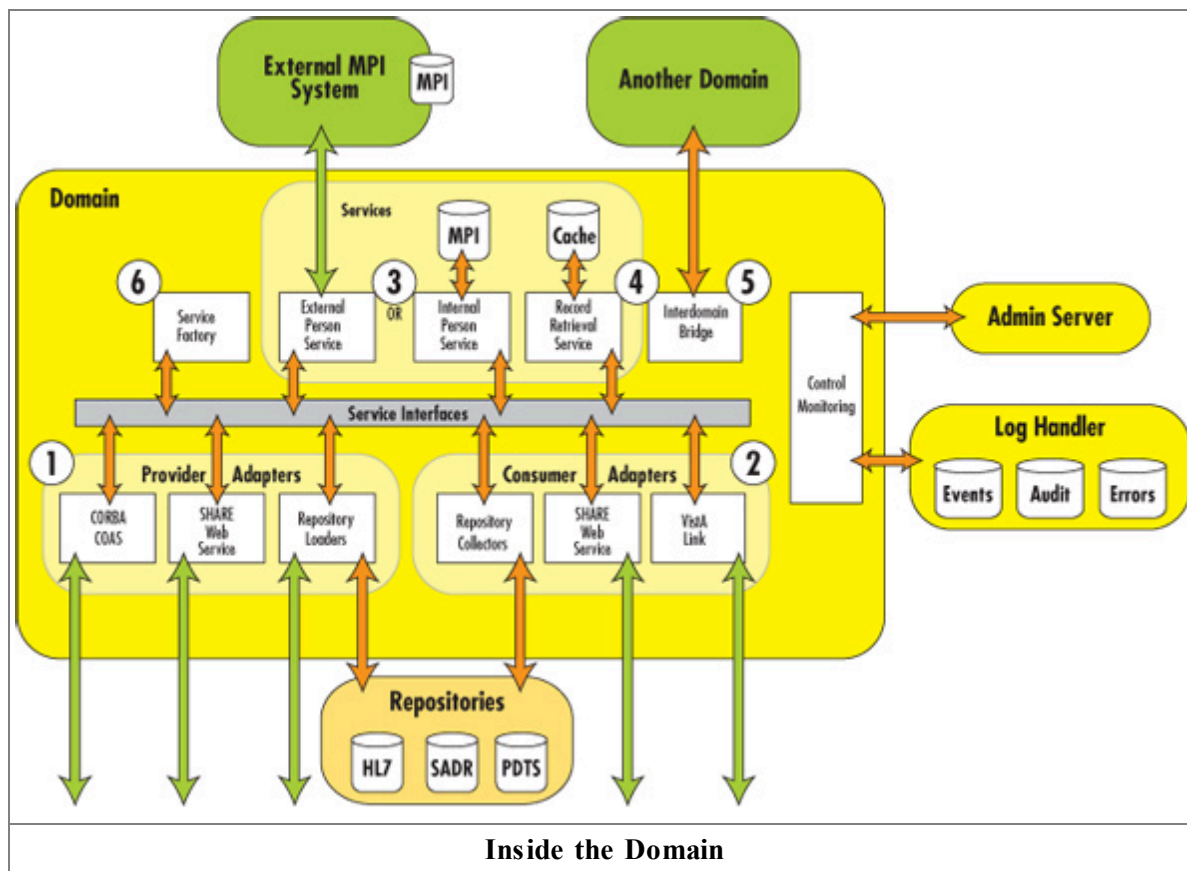 External MPI
System
MPI
Another Domain
Domain
Services
MPI
Cache
6
Service
Factory
External
Person
Service
3
OR
Internal
Person
Service
Record
Retrieval
Service
4
Interdomain
Bridge
5
Control
Monitoring
Admin Server
Service Interfaces
Log Handler
Events
Audit
Errors
1
Provider Adapters
CORBA
COAS
SHARE
Web
Service
Repository
Loaders
Consumer Adapters
2
Repository
Collectors
SHARE
Web
Service
VistA
Link
Repositories
HL7
SADR
PDTS
Inside the Domain